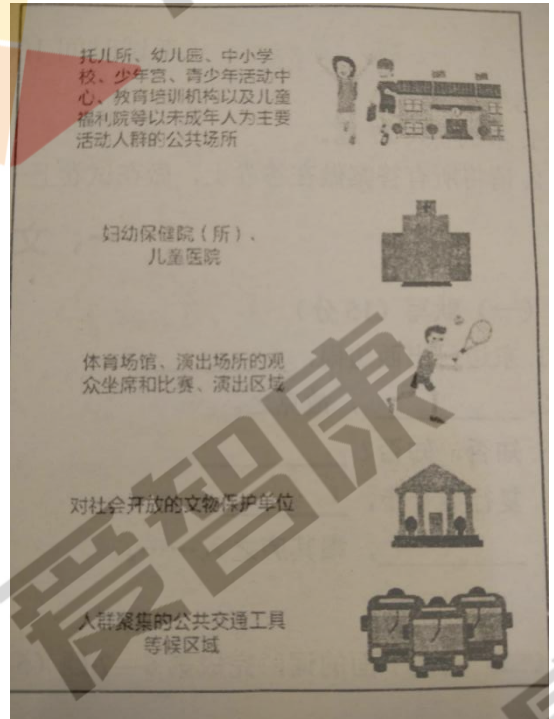 托儿所、幼儿园、中小学
校、少年宫、青少年活动中
心、教育培训机构以及儿童
福利院等以未成年人为主要
活动人群的公共场所
妇幼保健院（所）、
儿童医院
体育场馆、演出场所的观
众坐席和比赛、演出区域
对社会开放的文物保护单位
人群聚集的公共交通工具
等候区域
爱智康